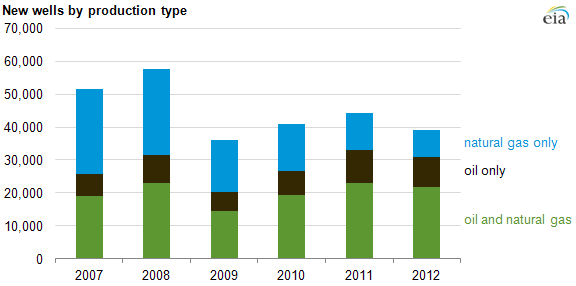 New wells by production type
eia
70,000
60,000
50,000
40,000
30,000
20,000
10,000
0
natural gas only
oil only
oil and natural gas
2007 2008 2009 2010 2011 2012